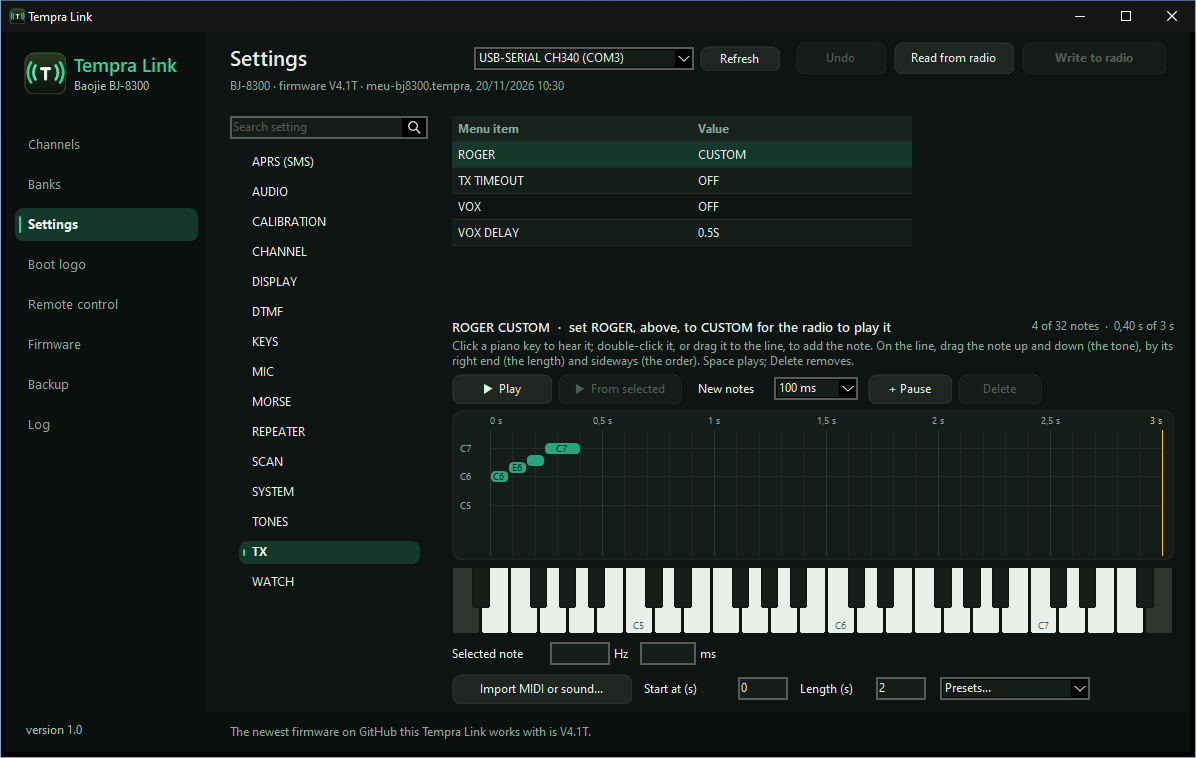 (T) Tempra Link
(T) Tempra Link
Baojie BJ-8300
Channels
Banks
Settings
Boot logo
Remote control
Firmware
Backup
Log
version 1.0
Settings
USB-SERIAL CH340 (COM3)
Refresh
Undo
Read from radio
Write to radio
BJ-8300 · firmware V4.1T · meu-bj8300.tempra, 20/11/2026 10:30
Search setting
APRS (SMS)
AUDIO
CALIBRATION
CHANNEL
DISPLAY
DTMF
KEYS
MIC
MORSE
REPEATER
SCAN
SYSTEM
TONES
TX
WATCH
Menu item Value
ROGER CUSTOM
TX TIMEOUT OFF
VOX OFF
VOX DELAY 0.5S
ROGER CUSTOM · set ROGER, above, to CUSTOM for the radio to play it
4 of 32 notes · 0,40 s of 3 s
Click a piano key to hear it; double-click it, or drag it to the line, to add the note. On the line, drag the note up and down (the tone), by its
right end (the length) and sideways (the order). Space plays; Delete removes.
Play
From selected
New notes
100 ms
+ Pause
Delete
0 s 0,5 s 1 s 1,5 s 2 s 2,5 s 3 s
C7 C7
E6
C6 C6
C5
C5 C6 C7
Selected note Hz ms
Import MIDI or sound... Start at (s) 0 Length (s) 2 Presets...
The newest firmware on GitHub this Tempra Link works with is V4.1T.